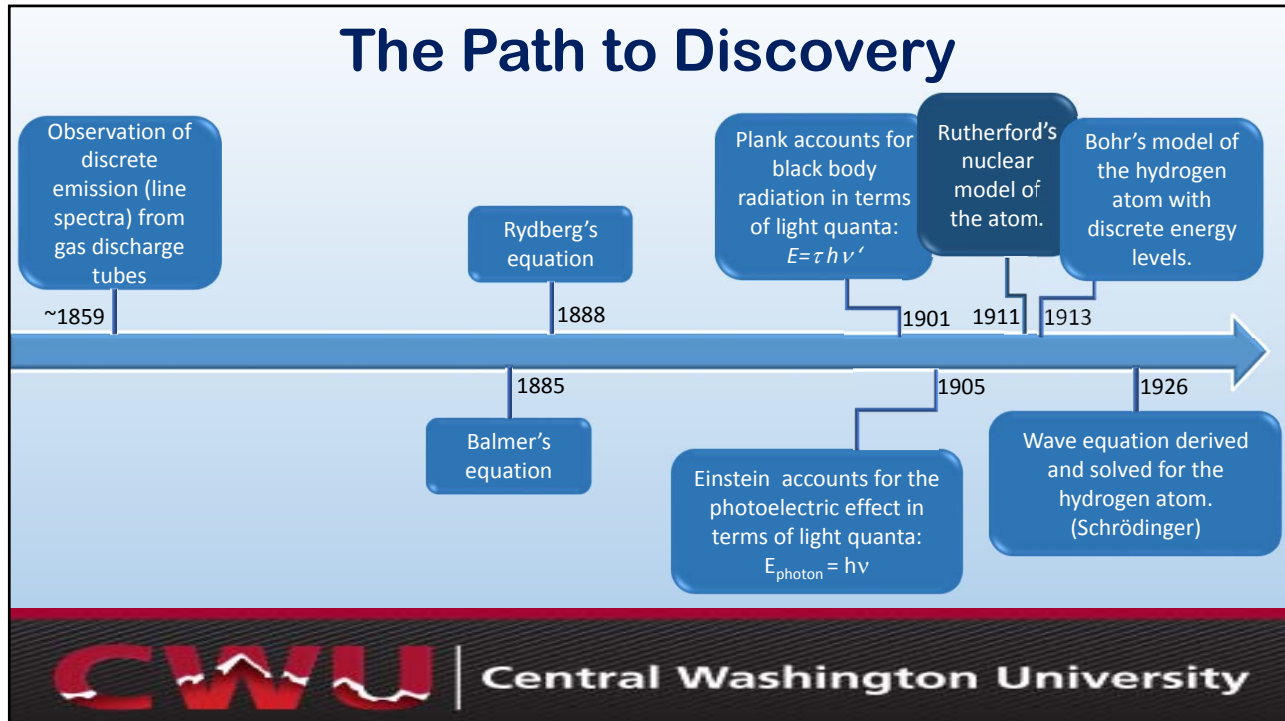 The Path to Discovery
Observation of
discrete
emission (line
spectra) from
gas discharge
tubes
~1859
Rydberg's
equation
1888
Plank accounts for
black body
radiation in terms
of light quanta:
E=τhν‘
1901
Rutherford's
nuclear
model of
the atom.
1911
Bohr's model of
the hydrogen
atom with
discrete energy
levels.
1913
1885
Balmer's
equation
1905
Einstein accounts for the
photoelectric effect in
terms of light quanta:
Ephoton = hν
1926
Wave equation derived
and solved for the
hydrogen atom.
(Schrödinger)
CWU
Central Washington University